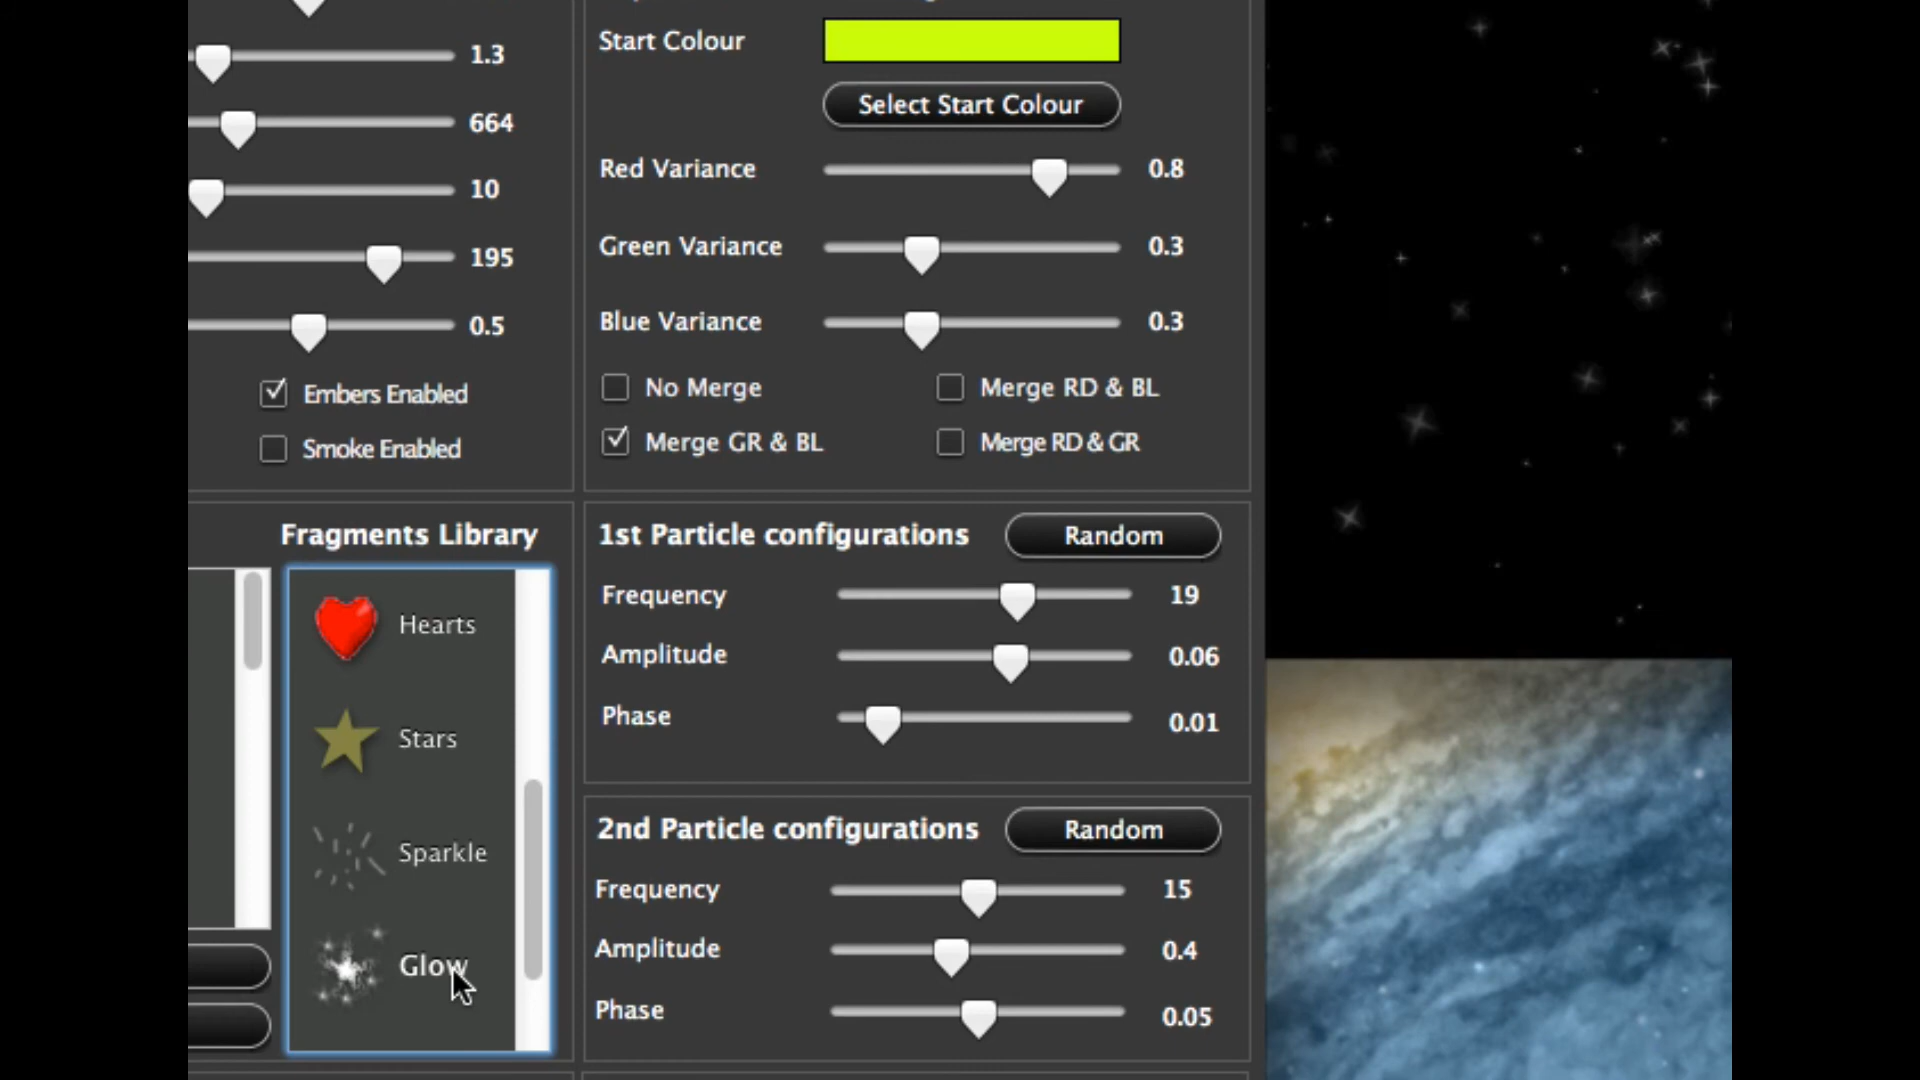 1.3
664
10
195
0.5
Embers Enabled
Smoke Enabled
Start Colour
Select Start Colour
Red Variance 0.8
Green Variance 0.3
Blue Variance 0.3
No Merge Merge RD & BL
Merge GR & BL Merge RD & GR
Fragments Library
Hearts
Stars
Sparkle
Glow
1st Particle configurations Random
Frequency 19
Amplitude 0.06
Phase 0.01
2nd Particle configurations Random
Frequency 15
Amplitude 0.4
Phase 0.05